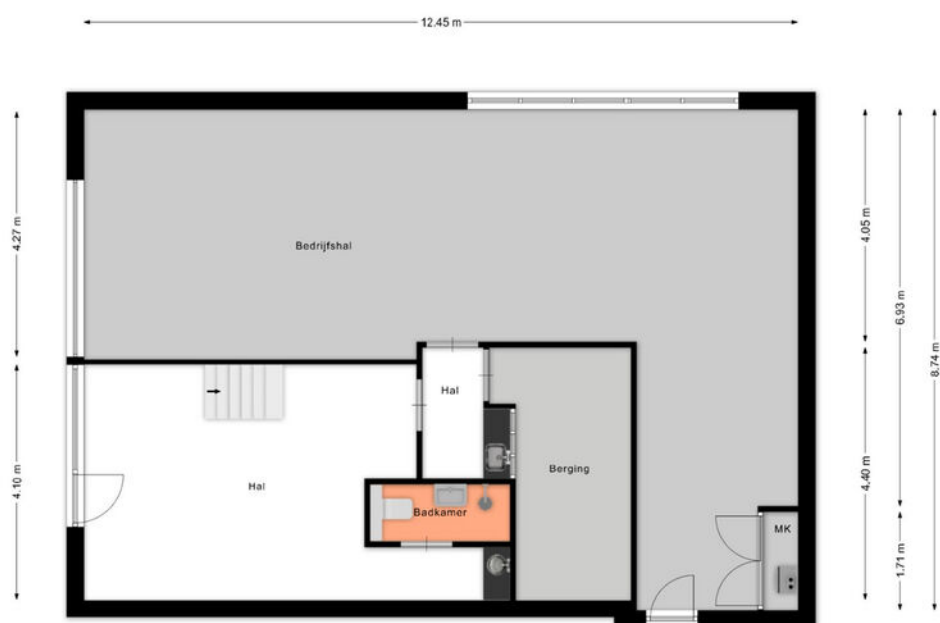 12.45 m
4.27 m
4.05 m
Bedrijfshal
6.93 m
8.74 m
Hal
4.40 m
Berging
4.10 m
Hal
Badkamer
MK
1.71 m